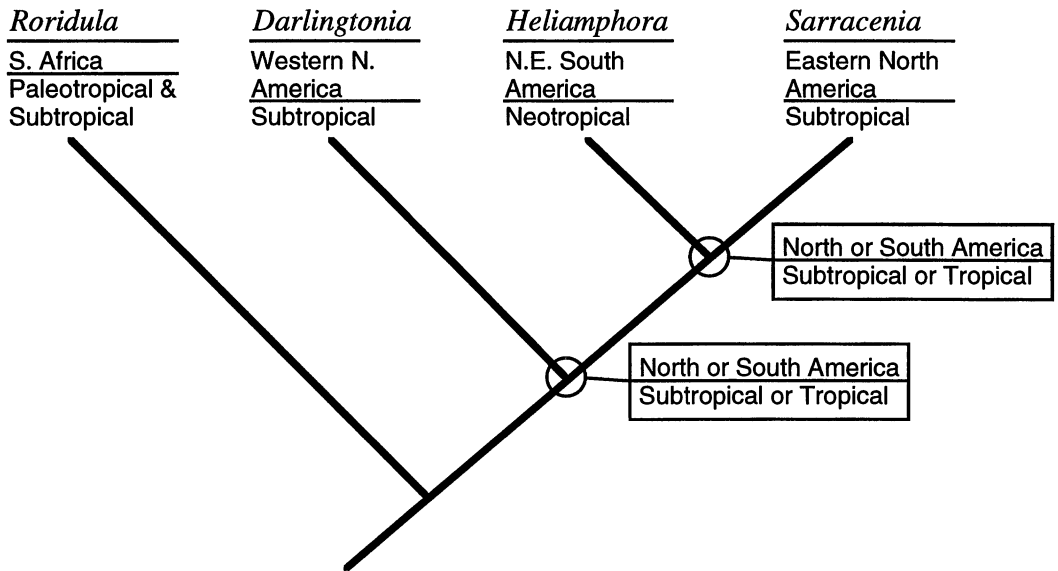 Roridula
S. Africa
Paleotropical &
Subtropical
Darlingtonia
Western N.
America
Subtropical
Heliamphora
N.E. South
America
Neotropical
Sarracenia
Eastern North
America
Subtropical
North or South America
Subtropical or Tropical
North or South America
Subtropical or Tropical